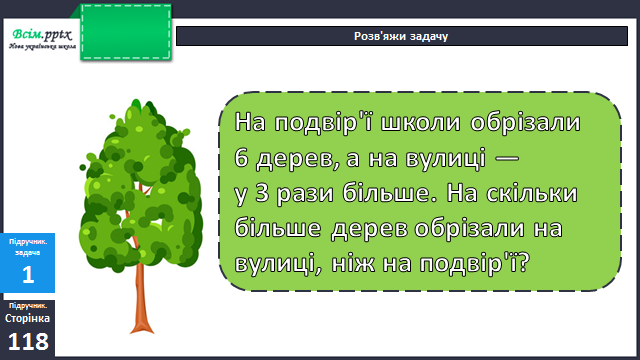 Всім.pptx
Нова українська школа
Розв'яжи задачу
На подвір'ї школи обрізали
6 дерев, а на вулиці —
у 3 рази більше. На скільки
більше дерев обрізали на
вулиці, ніж на подвір'ї?
Підручник.
задача
1
Підручник.
Сторінка
118